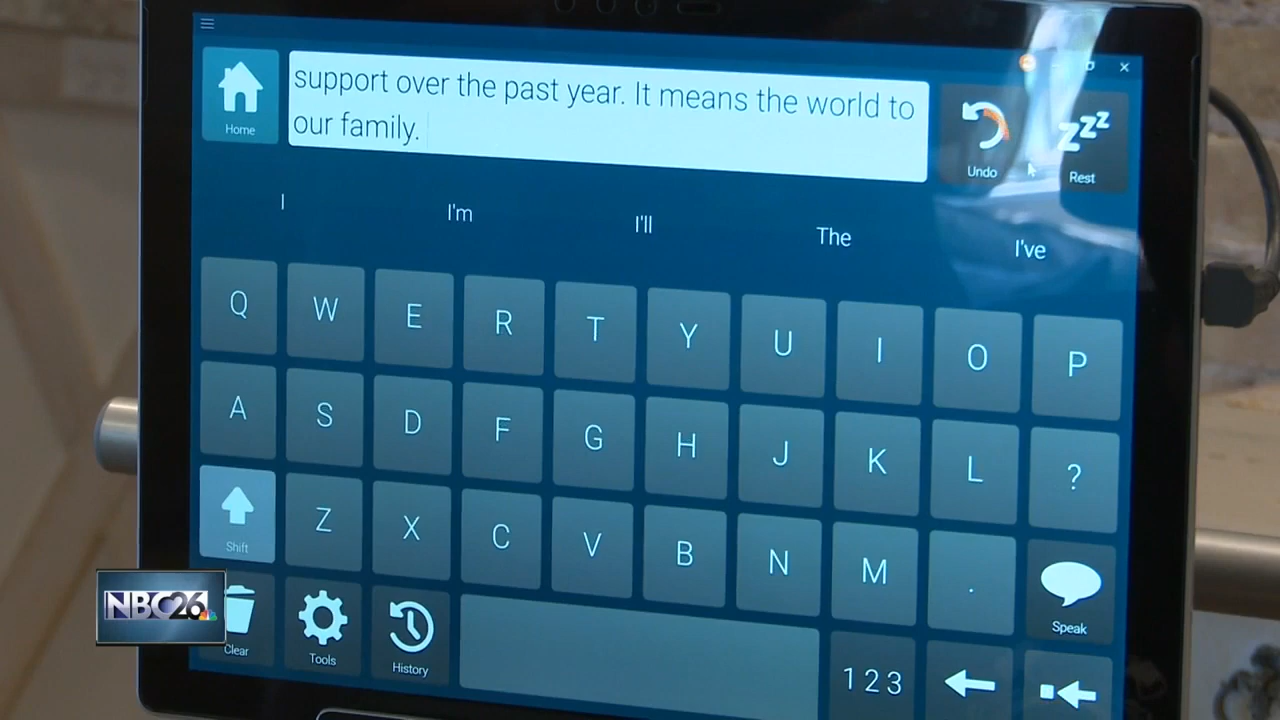 support over the past year. It means the world to
our family.
Home
Undo
Rest
I I'm I'll The I've
Q W E R T Y U I O P
A S D F G H J K L ?
Shift Z X C V B N M .
Speak
NBC26
Clear Tools History 123